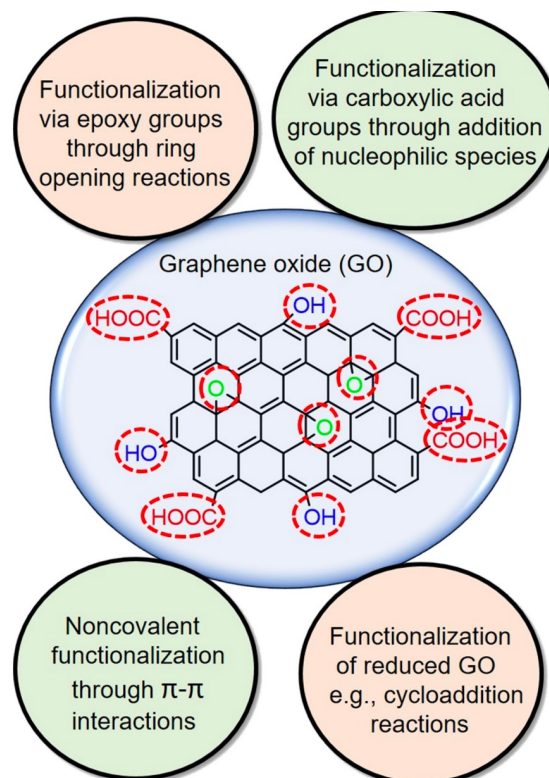 Functionalization
via epoxy groups
through ring
opening reactions
Functionalization
via carboxylic acid
groups through addition
of nucleophilic species
Graphene oxide (GO)
HOOC
OH
COOH
O
O
O
OH
HO
COOH
HOOC
OH
Noncovalent
functionalization
through π-π
interactions
Functionalization
of reduced GO
e.g., cycloaddition
reactions